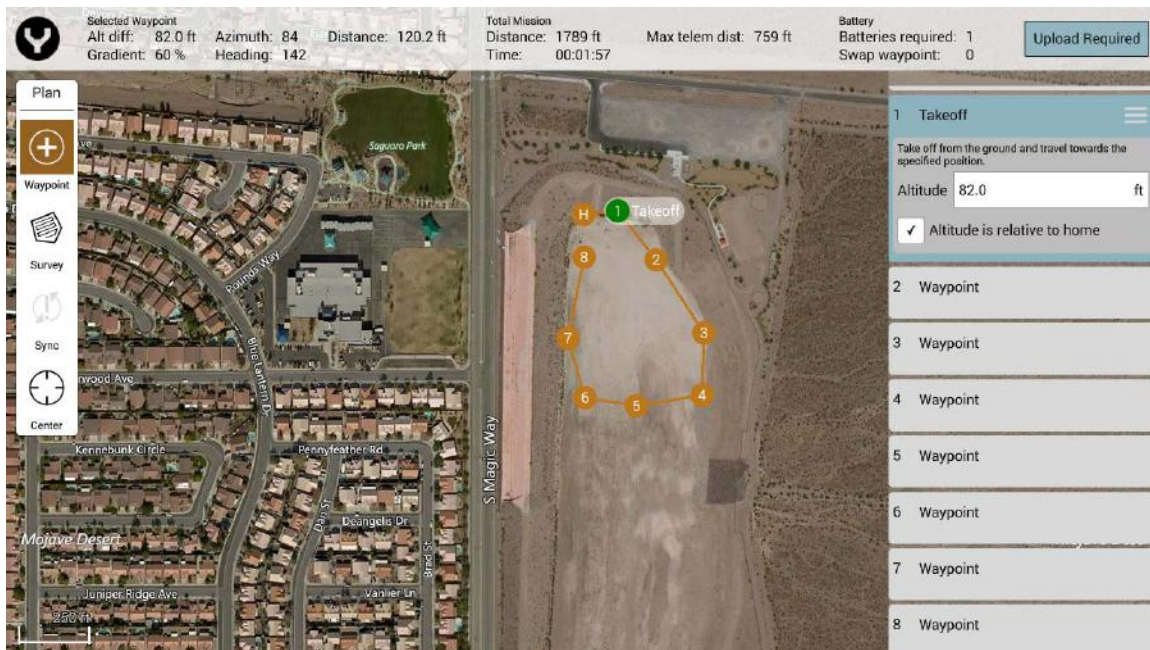 Selected Waypoint
Alt diff: 82.0 ft Azimuth: 84 Distance: 120.2 ft
Gradient: 60 % Heading: 142
Total Mission
Distance: 1789 ft Max telem dist: 759 ft
Time: 00:01:57
Battery
Batteries required: 1
Swap waypoint: 0
Upload Required
Plan
Waypoint
Survey
Sync
Center
Saguaro Park
Pounds Way
Blue Lantern Dr
Kennebunk Circle
Pennyfeather Rd
S Magic Way
Dan St
Deangelis Dr
Brad St
Mojave Desert
Juniper Ridge Ave
Vanlier Ln
250 ft
H
1 Takeoff
2
3
4
5
6
7
8
1 Takeoff
Take off from the ground and travel towards the
specified position.
Altitude 82.0 ft
✓ Altitude is relative to home
2 Waypoint
3 Waypoint
4 Waypoint
5 Waypoint
6 Waypoint
7 Waypoint
8 Waypoint